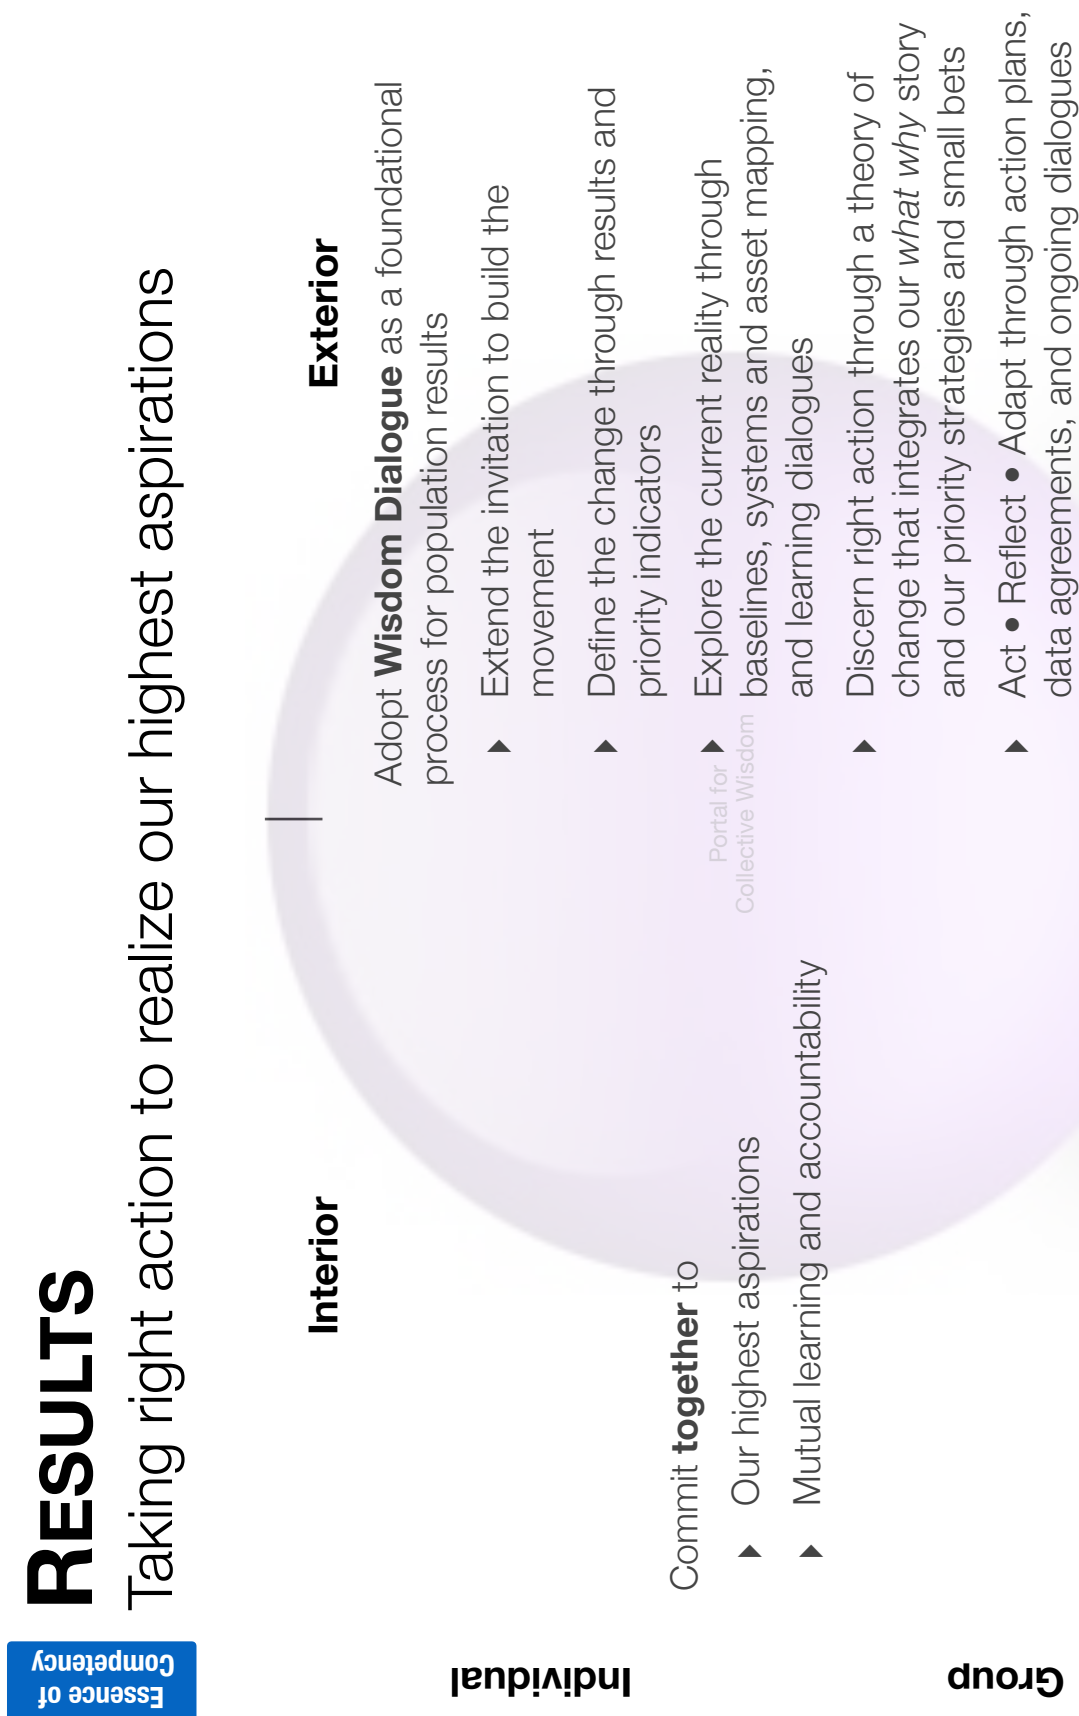 Essence of
Competency
RESULTS
Taking right action to realize our highest aspirations
Interior
Exterior
Individual
Group
Commit together to
▸ Our highest aspirations
▸ Mutual learning and accountability
Portal for
Collective Wisdom
Adopt Wisdom Dialogue as a foundational
process for population results
▸ Extend the invitation to build the
movement
▸ Define the change through results and
priority indicators
▸ Explore the current reality through
baselines, systems and asset mapping,
and learning dialogues
▸ Discern right action through a theory of
change that integrates our what why story
and our priority strategies and small bets
▸ Act • Reflect • Adapt through action plans,
data agreements, and ongoing dialogues